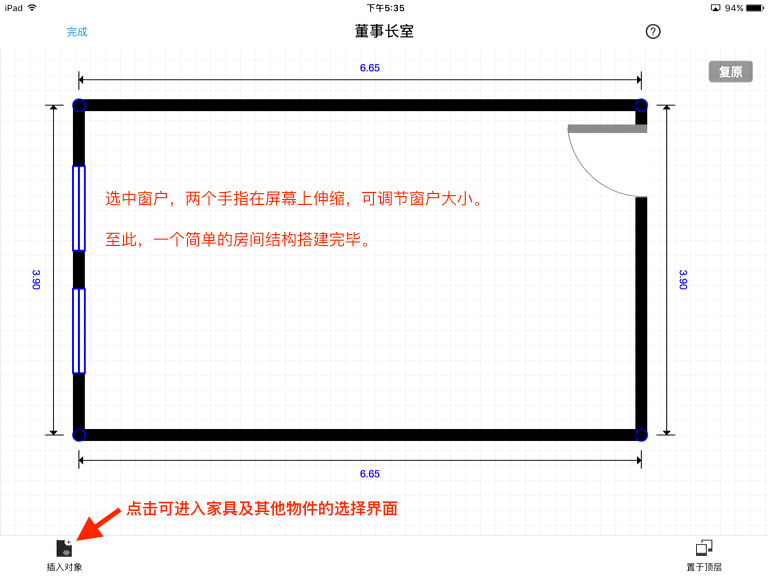 iPad 下午5:35 94%
完成 董事长室 ?
6.65
复原
选中窗户，两个手指在屏幕上伸缩，可调节窗户大小。
至此，一个简单的房间结构搭建完毕。
3.90 3.90
6.65
点击可进入家具及其他物件的选择界面
插入对象 置于顶层